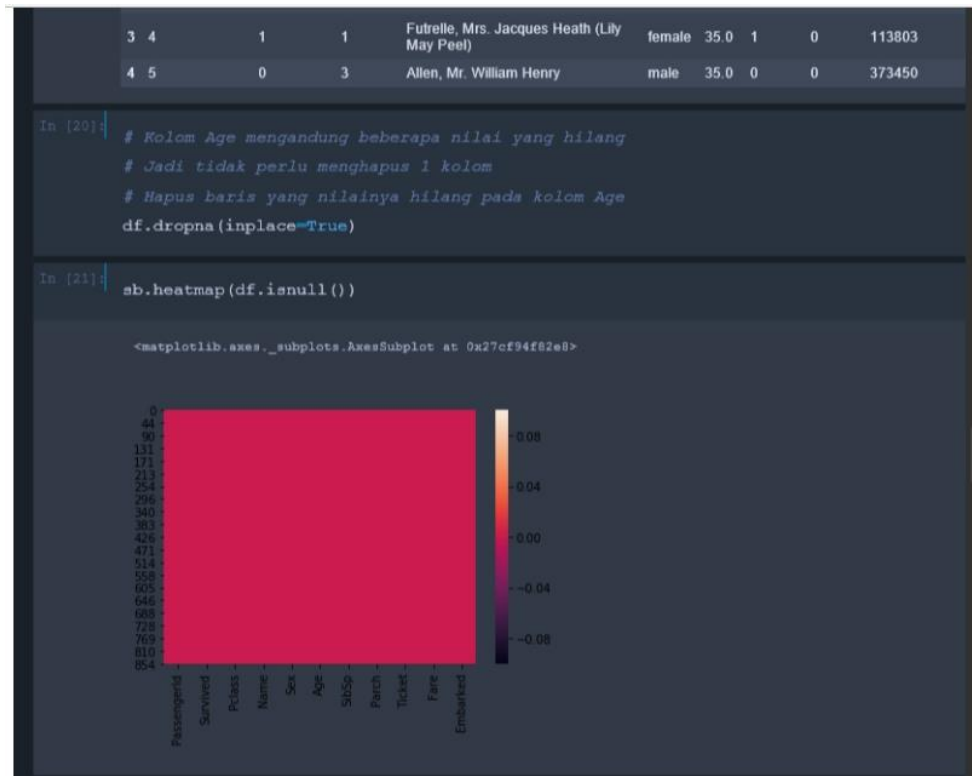 3 4 1 1 Futrelle, Mrs. Jacques Heath (Lily May Peel) female 35.0 1 0 113803
4 5 0 3 Allen, Mr. William Henry male 35.0 0 0 373450
In [20]:
# Kolom Age mengandung beberapa nilai yang hilang
# Jadi tidak perlu menghapus 1 kolom
# Hapus baris yang nilainya hilang pada kolom Age
df.dropna(inplace=True)
In [21]:
sb.heatmap(df.isnull())
<matplotlib.axes._subplots.AxesSubplot at 0x27cf94f82e8>
0
44
90
131
171
213
254
296
340
383
426
471
514
558
605
646
688
728
769
810
854
0.08
0.04
0.00
-0.04
-0.08
PassengerId
Survived
Pclass
Name
Sex
Age
SibSp
Parch
Ticket
Fare
Embarked